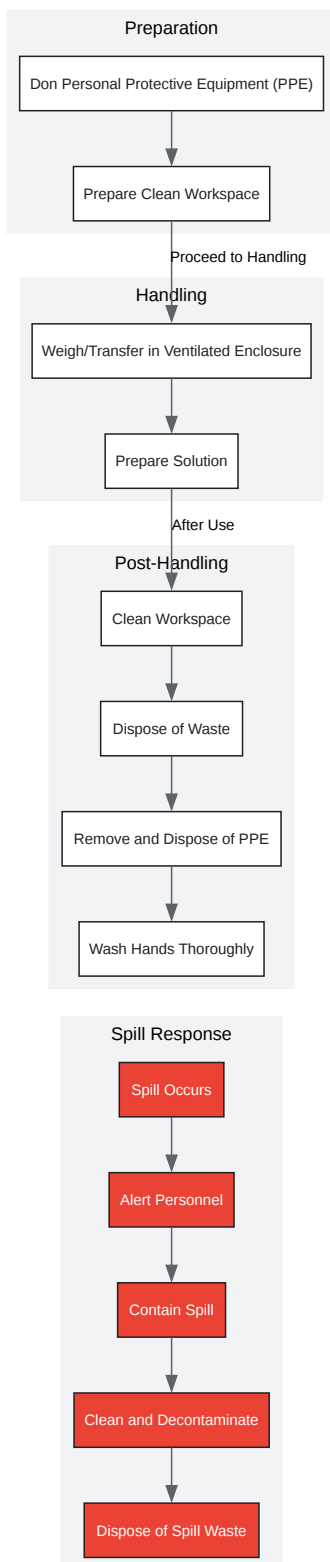 Preparation
Don Personal Protective Equipment (PPE)
Prepare Clean Workspace
Proceed to Handling
Handling
Weigh/Transfer in Ventilated Enclosure
Prepare Solution
After Use
Post-Handling
Clean Workspace
Dispose of Waste
Remove and Dispose of PPE
Wash Hands Thoroughly
Spill Response
Spill Occurs
Alert Personnel
Contain Spill
Clean and Decontaminate
Dispose of Spill Waste